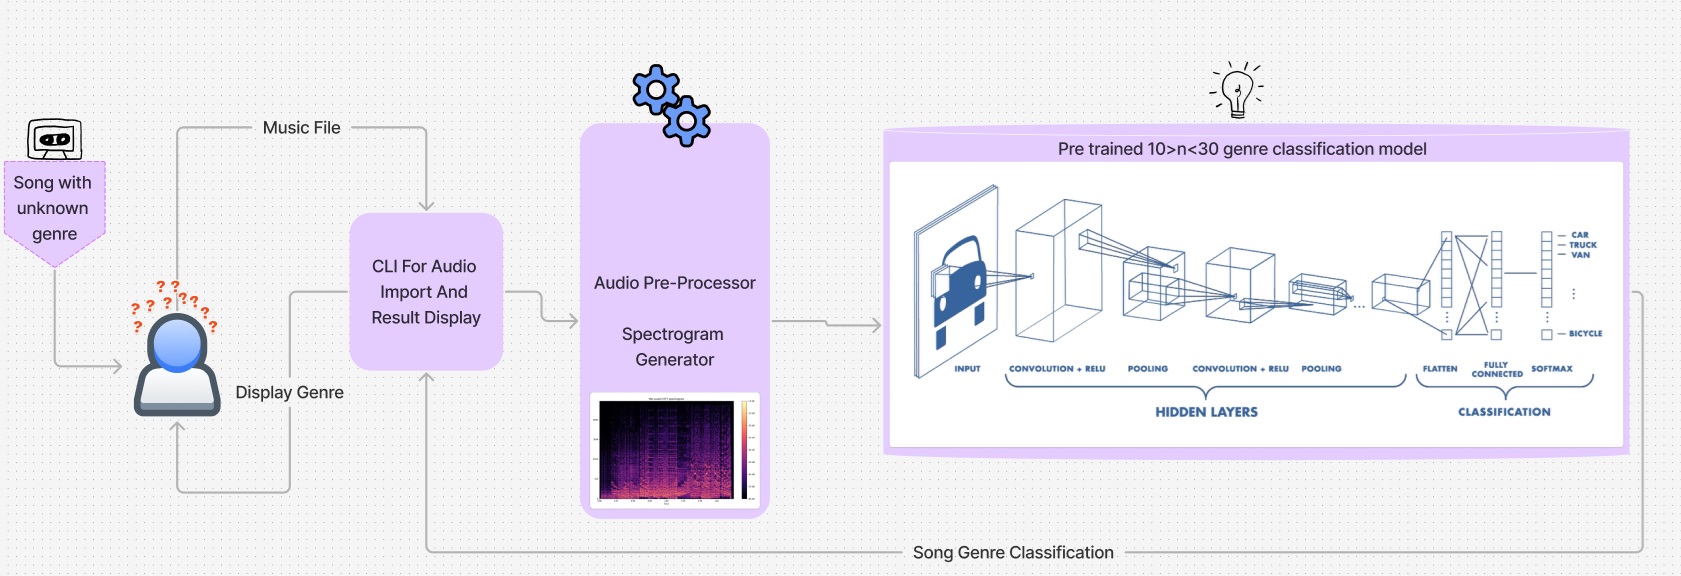 Song with
unknown
genre
? ? ? ? ? ? ? ? ? ?
Music File
Display Genre
CLI For Audio
Import And
Result Display
Audio Pre-Processor
Spectrogram
Generator
Pre trained 10>n<30 genre classification model
CAR
TRUCK
VAN
BICYCLE
INPUT
CONVOLUTION + RELU
POOLING
CONVOLUTION + RELU
POOLING
FLATTEN
FULLY
CONNECTED
SOFTMAX
HIDDEN LAYERS
CLASSIFICATION
Song Genre Classification